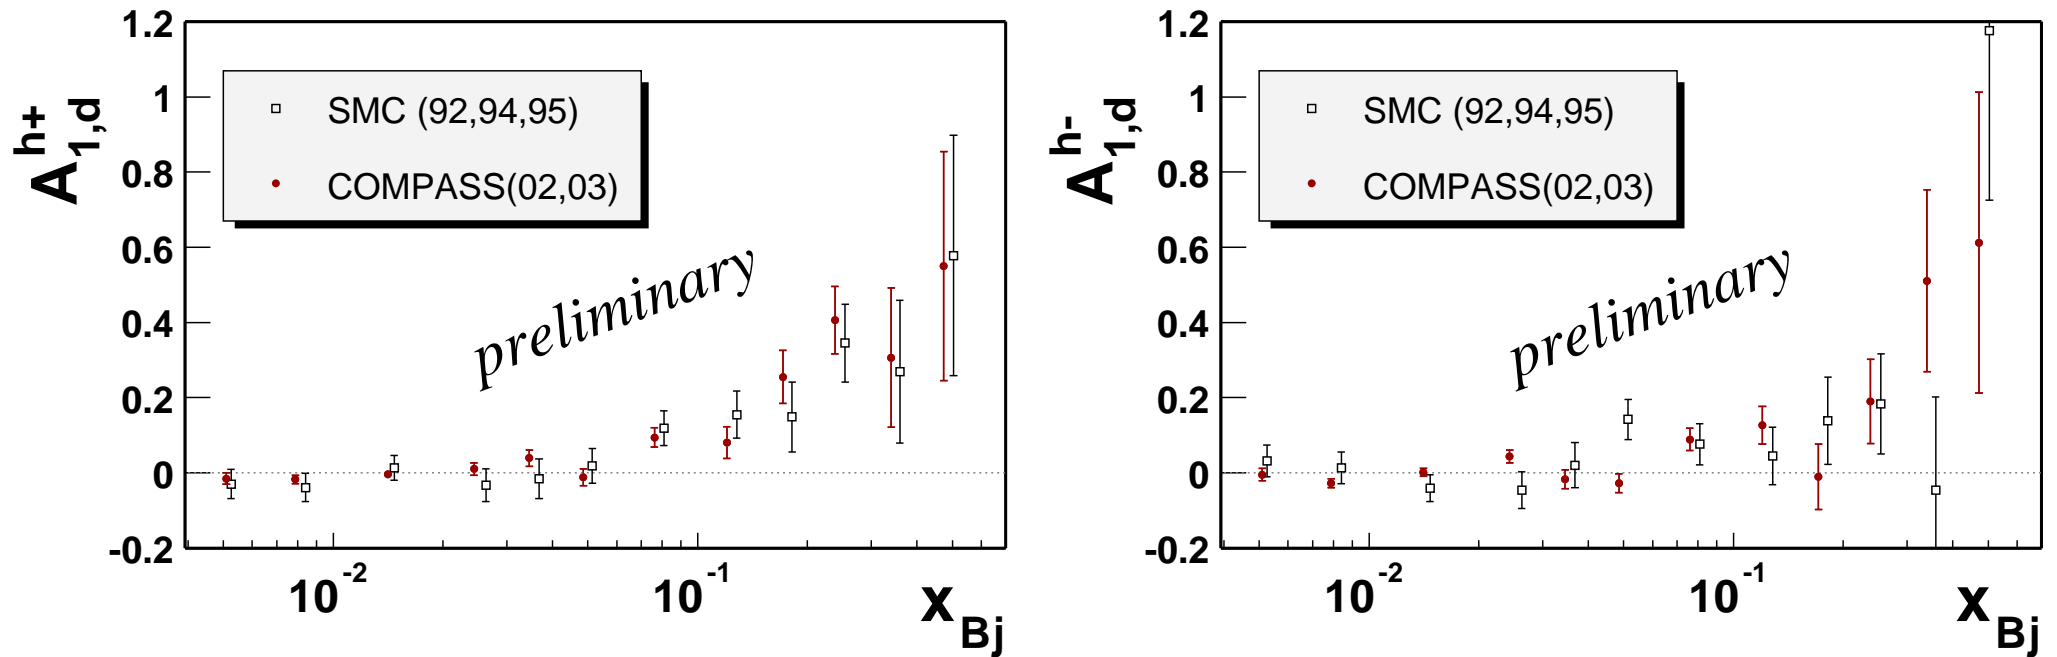 A_{1,d}^{h+}
1.2
1
0.8
0.6
0.4
0.2
0
-0.2
SMC (92,94,95)
COMPASS(02,03)
preliminary
10^{-2}
10^{-1}
x_{Bj}
A_{1,d}^{h-}
1.2
1
0.8
0.6
0.4
0.2
0
-0.2
SMC (92,94,95)
COMPASS(02,03)
preliminary
10^{-2}
10^{-1}
x_{Bj}